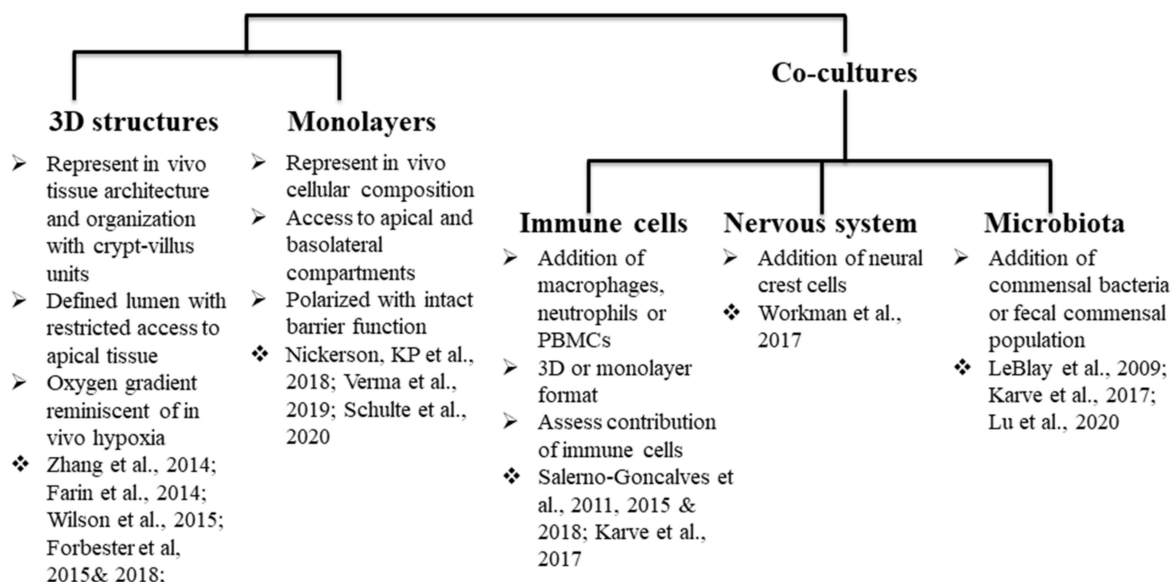 Co-cultures
3D structures
➢ Represent in vivo
tissue architecture
and organization
with crypt-villus
units
➢ Defined lumen with
restricted access to
apical tissue
➢ Oxygen gradient
reminiscent of in
vivo hypoxia
❖ Zhang et al., 2014;
Farin et al., 2014;
Wilson et al., 2015;
Forbester et al,
2015& 2018;
Monolayers
➢ Represent in vivo
cellular composition
➢ Access to apical and
basolateral
compartments
➢ Polarized with intact
barrier function
❖ Nickerson, KP et al.,
2018; Verma et al.,
2019; Schulte et al.,
2020
Immune cells
➢ Addition of
macrophages,
neutrophils or
PBMCs
➢ 3D or monolayer
format
➢ Assess contribution
of immune cells
❖ Salerno-Goncalves et
al., 2011, 2015 &
2018; Karve et al.,
2017
Nervous system
➢ Addition of neural
crest cells
❖ Workman et al.,
2017
Microbiota
➢ Addition of
commensal bacteria
or fecal commensal
population
❖ LeBlay et al., 2009;
Karve et al., 2017;
Lu et al., 2020